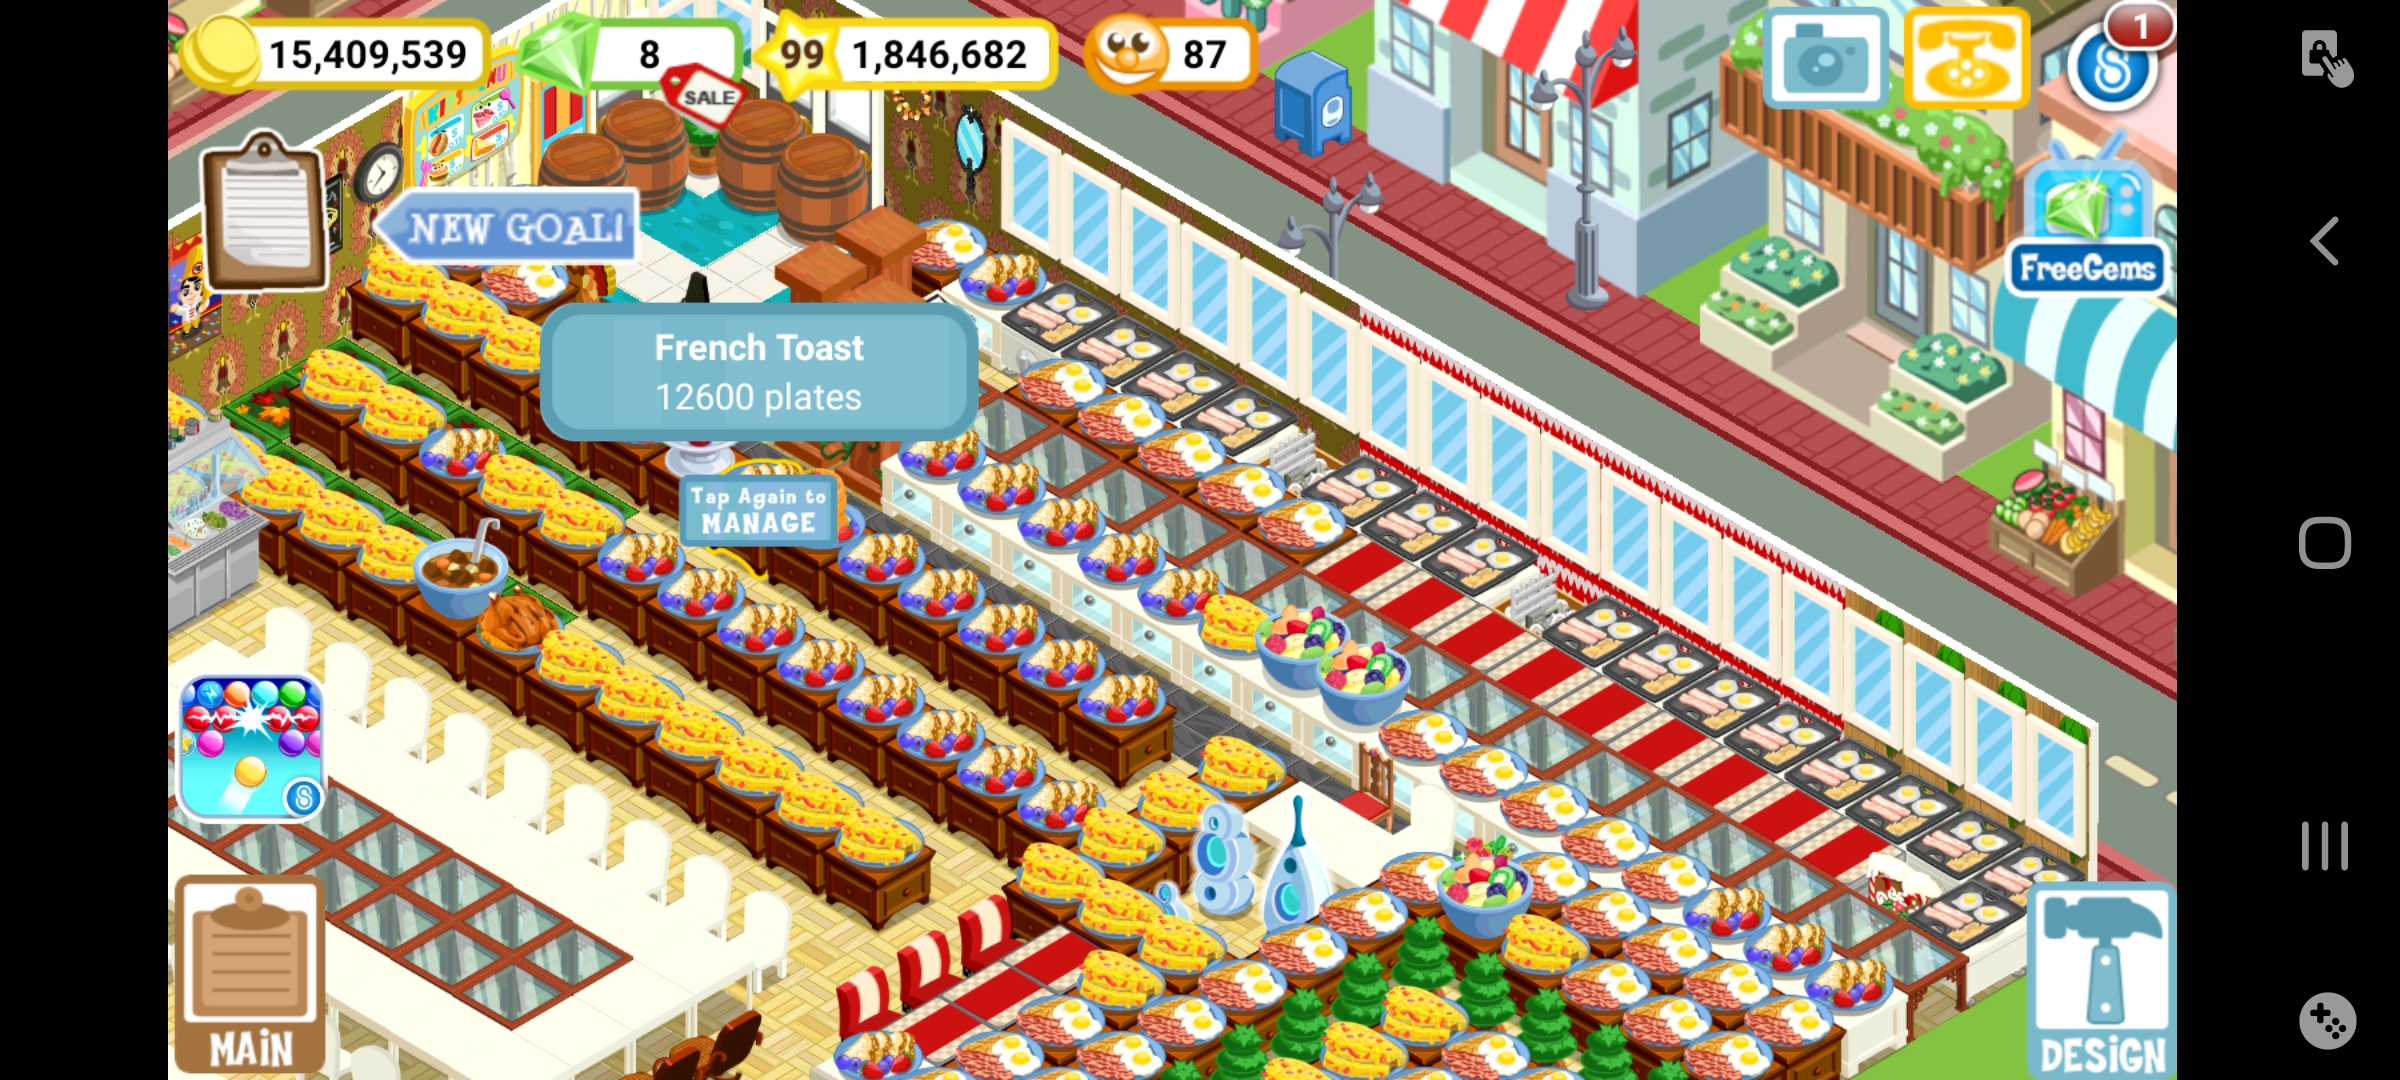 15,409,539
8
SALE
99
1,846,682
87
1
NEW GOAL!
FreeGems
French Toast
12600 plates
Tap Again to
MANAGE
MAIN
DESIGN